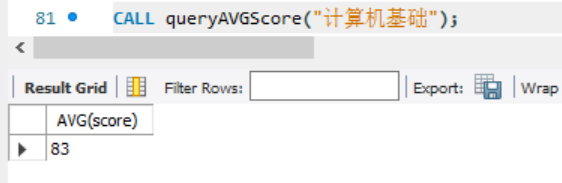 81 CALL queryAVGScore("计算机基础");
Result Grid Filter Rows: Export: Wrap
AVG(score)
83